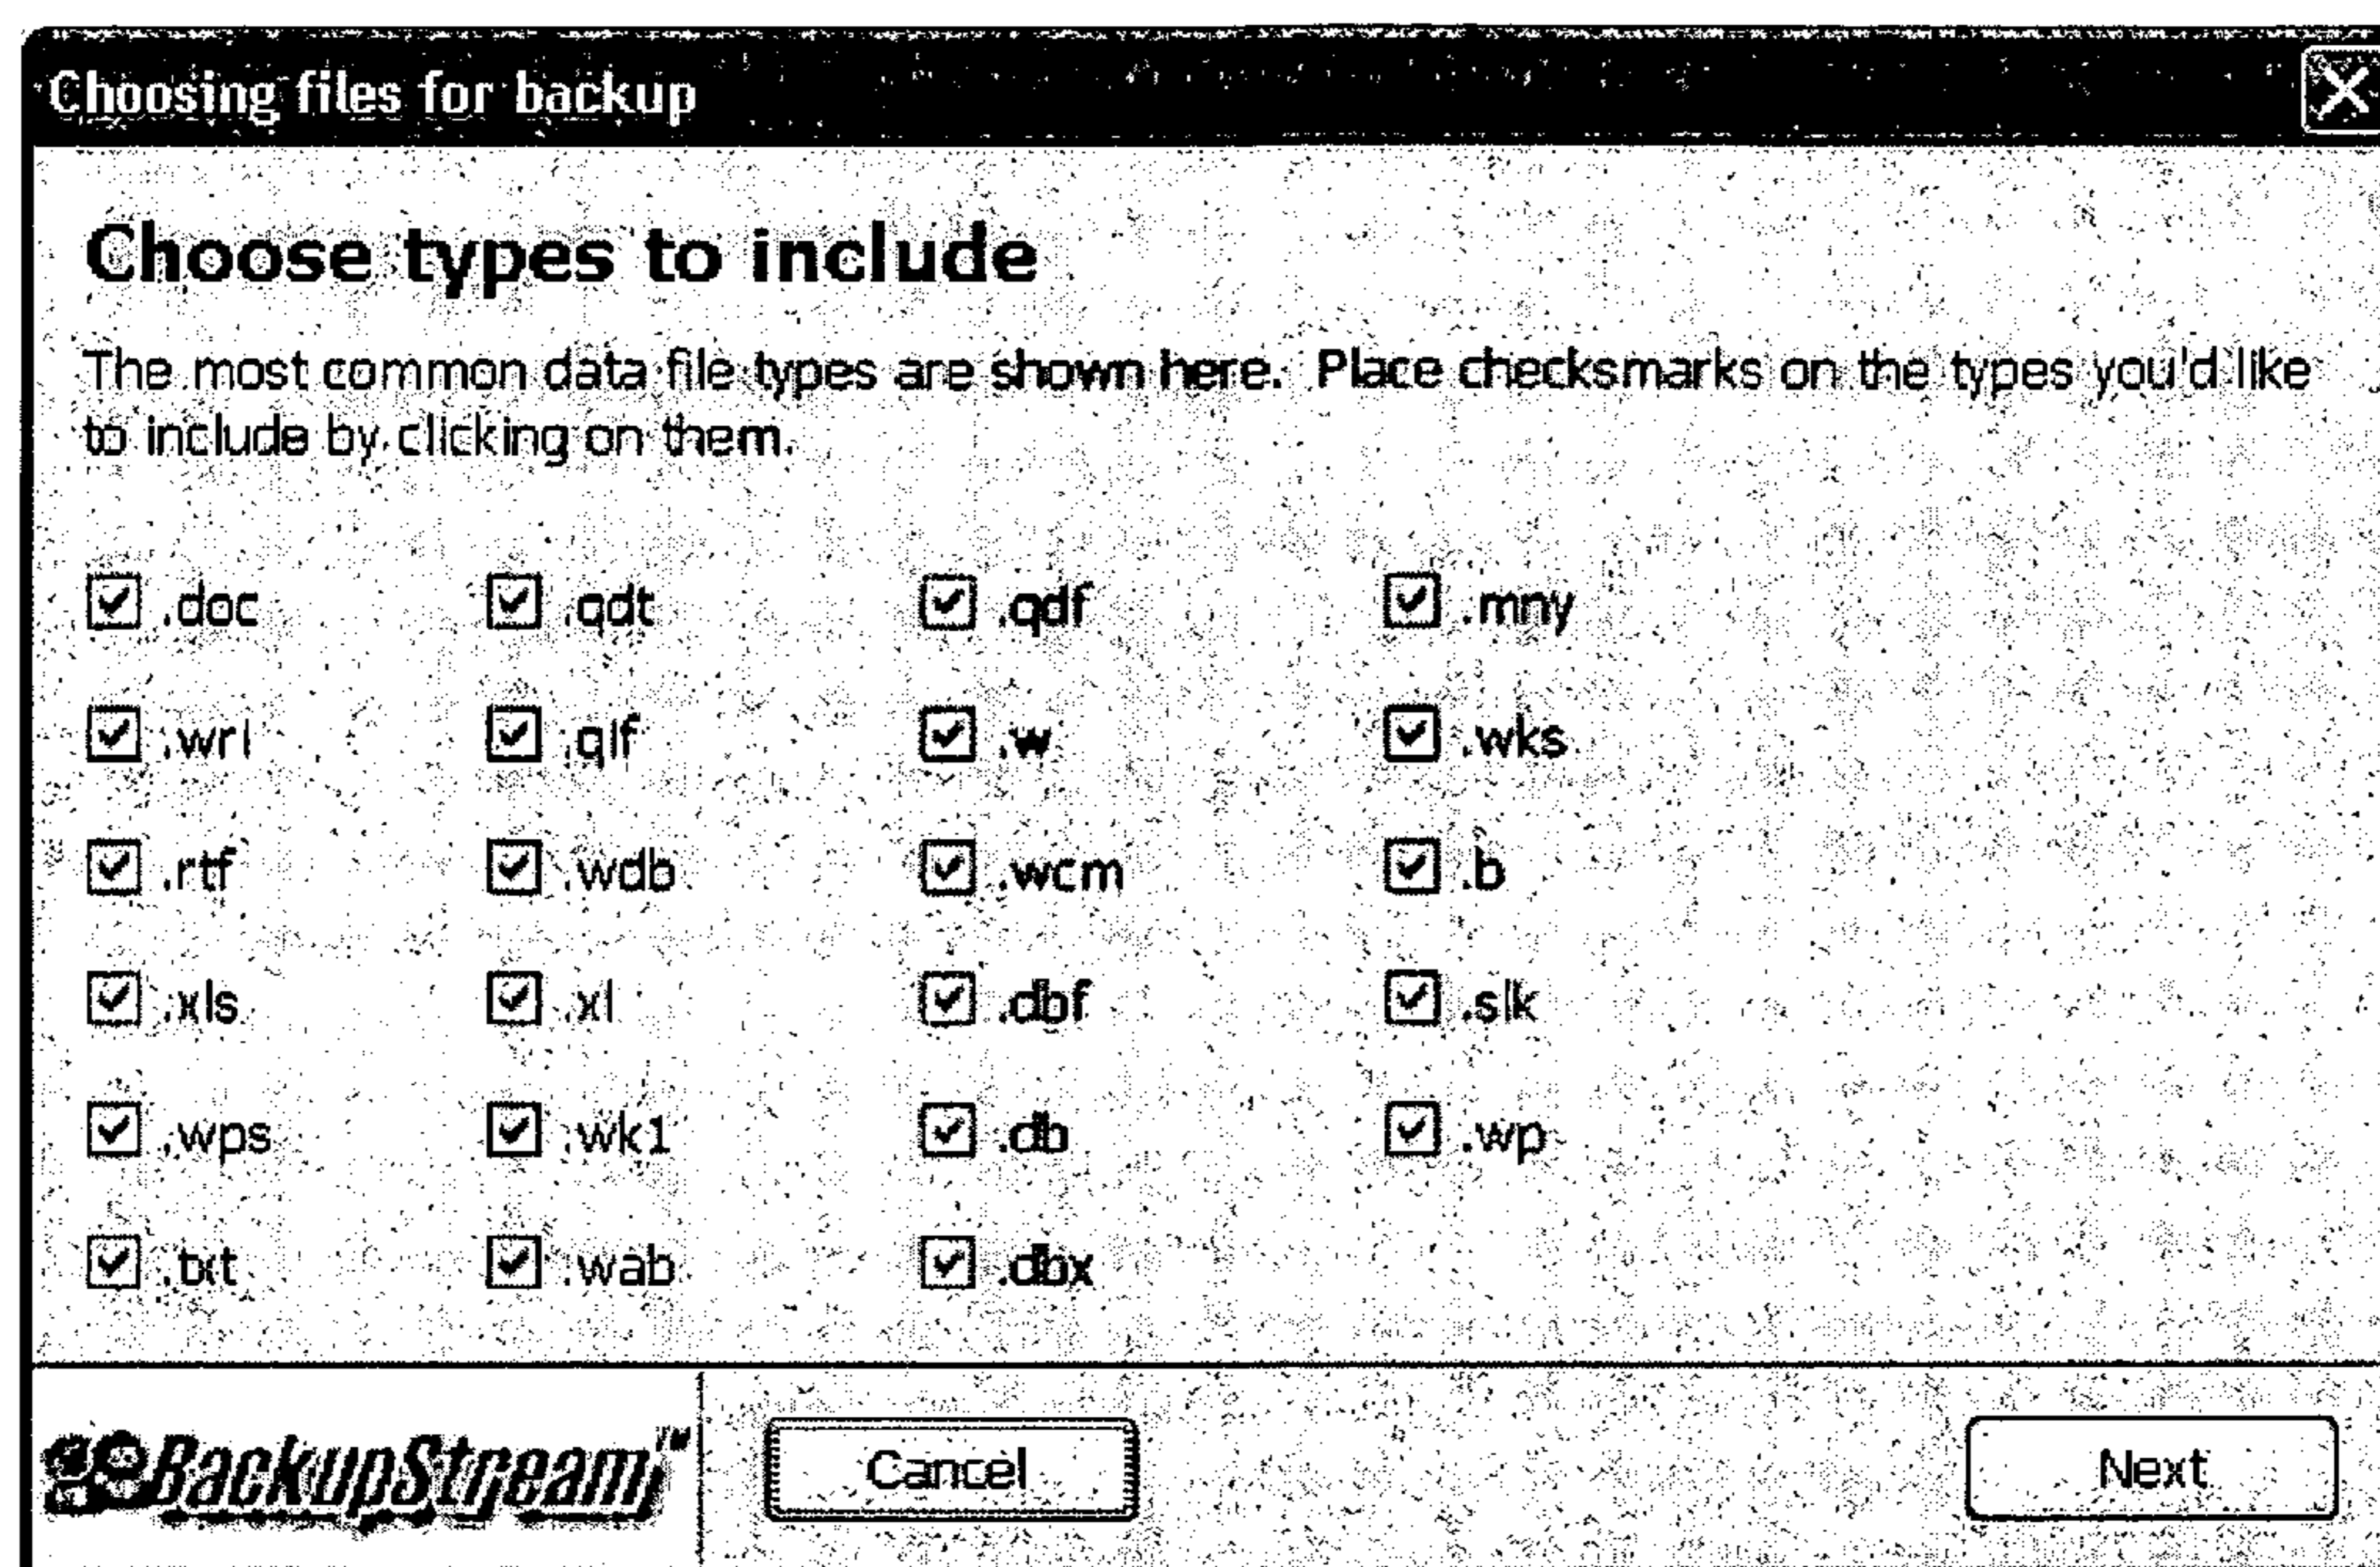 Choosing files for backup
Choose types to include
The most common data file types are shown here. Place checksmarks on the types you'd like
to include by clicking on them.
.doc .qdt .qdf .mny
.wri .qif .w .wks
.rtf .wdb .wcm .b
.xls .xl .dbf .slk
.wps .wk1 .db .wp
.txt .wab .dbx
BackupStream™ Cancel Next